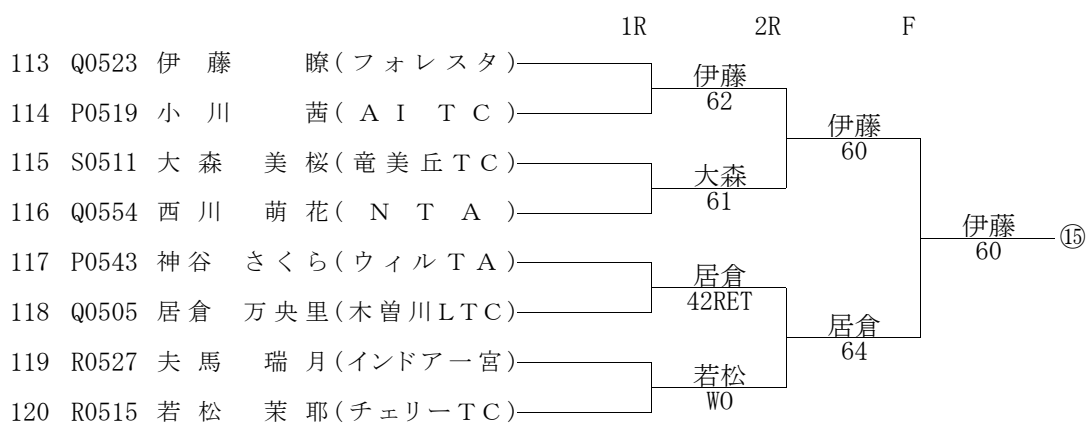 1R 2R F
113 Q0523 伊藤 瞭(フォレスタ)
伊藤
62
114 P0519 小川 茜(AI TC)
伊藤
60
115 S0511 大森 美桜(竜美丘TC)
大森
61
116 Q0554 西川 萌花(NTA)
伊藤 ⑮
60
117 P0543 神谷 さくら(ウィルTA)
居倉
42RET
118 Q0505 居倉 万央里(木曽川LTC)
居倉
64
119 R0527 夫馬 瑞月(インドア一宮)
若松
WO
120 R0515 若松 茉耶(チェリーTC)